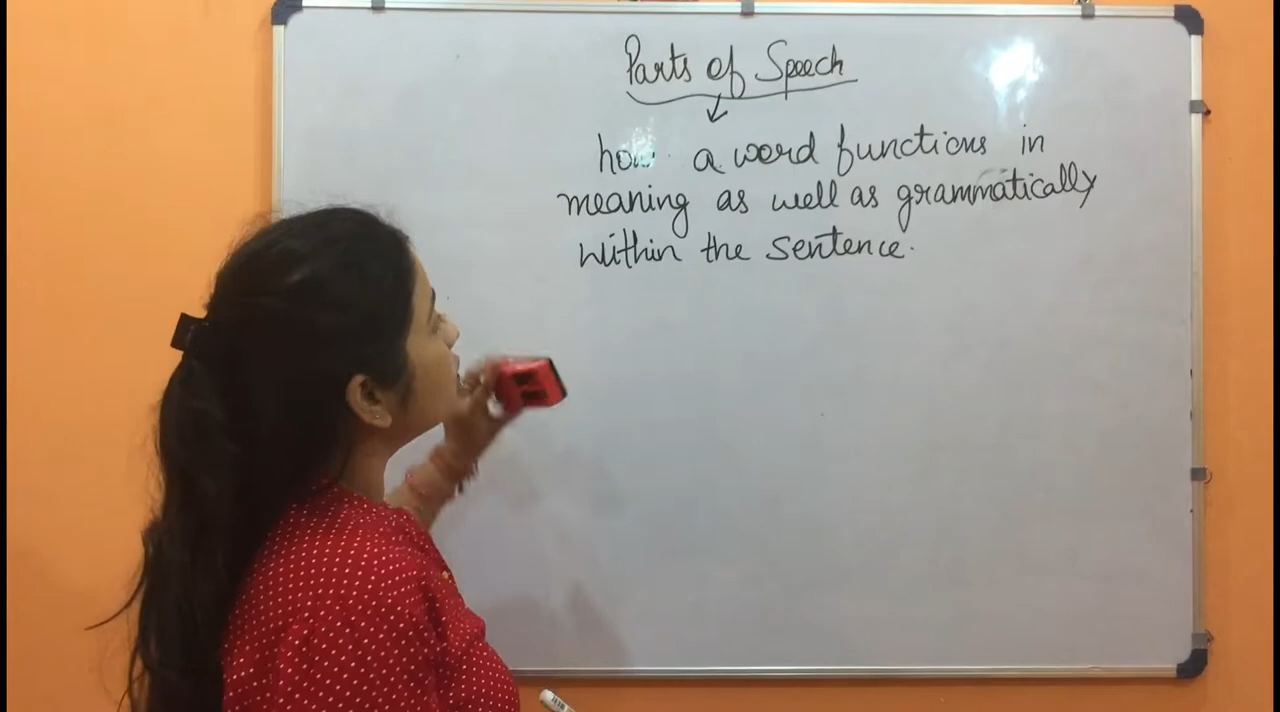 Parts of Speech
how a word functions in
meaning as well as grammatically
within the sentence.